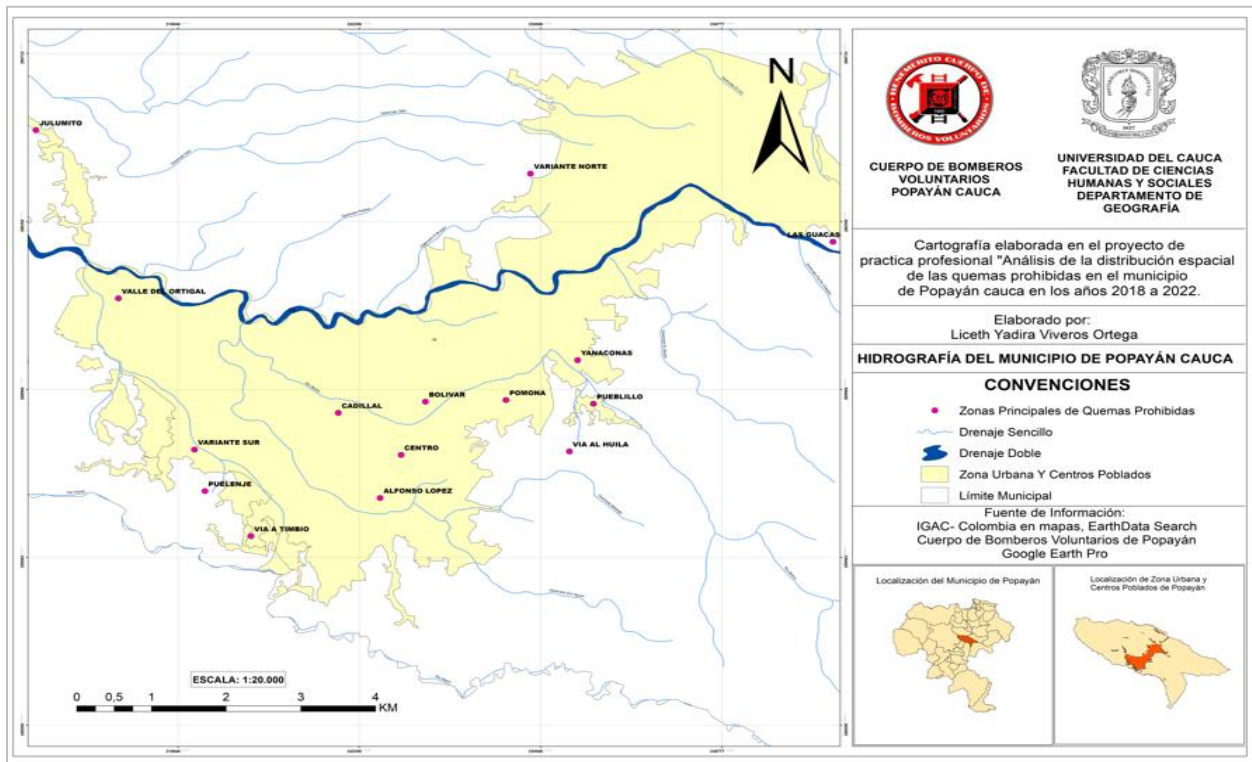 JULUMITO
VARIANTE NORTE
LAS GUACAS
VALLE DEL ORTIGAL
YANACONAS
PUEBLILLO
POMONA
BOLIVAR
CADILLAL
VIA AL HUILA
CENTRO
VARIANTE SUR
PUELENJE
ALFONSO LOPEZ
VIA A TIMBIO
N
ESCALA: 1:20.000
0 0,5 1 2 3 4
KM
BENEMERITO CUERPO DE
BOMBEROS VOLUNTARIOS
CUERPO DE BOMBEROS
VOLUNTARIOS
POPAYÁN CAUCA
UNIVERSIDAD DEL CAUCA
FACULTAD DE CIENCIAS
HUMANAS Y SOCIALES
DEPARTAMENTO DE
GEOGRAFÍA
Cartografía elaborada en el proyecto de
practica profesional "Análisis de la distribución espacial
de las quemas prohibidas en el municipio
de Popayán cauca en los años 2018 a 2022.
Elaborado por:
Liceth Yadira Viveros Ortega
HIDROGRAFÍA DEL MUNICIPIO DE POPAYÁN CAUCA
CONVENCIONES
Zonas Principales de Quemas Prohibidas
Drenaje Sencillo
Drenaje Doble
Zona Urbana Y Centros Poblados
Límite Municipal
Fuente de Información:
IGAC- Colombia en mapas, EarthData Search
Cuerpo de Bomberos Voluntarios de Popayán
Google Earth Pro
Localización del Municipio de Popayán
Localización de Zona Urbana y
Centros Poblados de Popayán